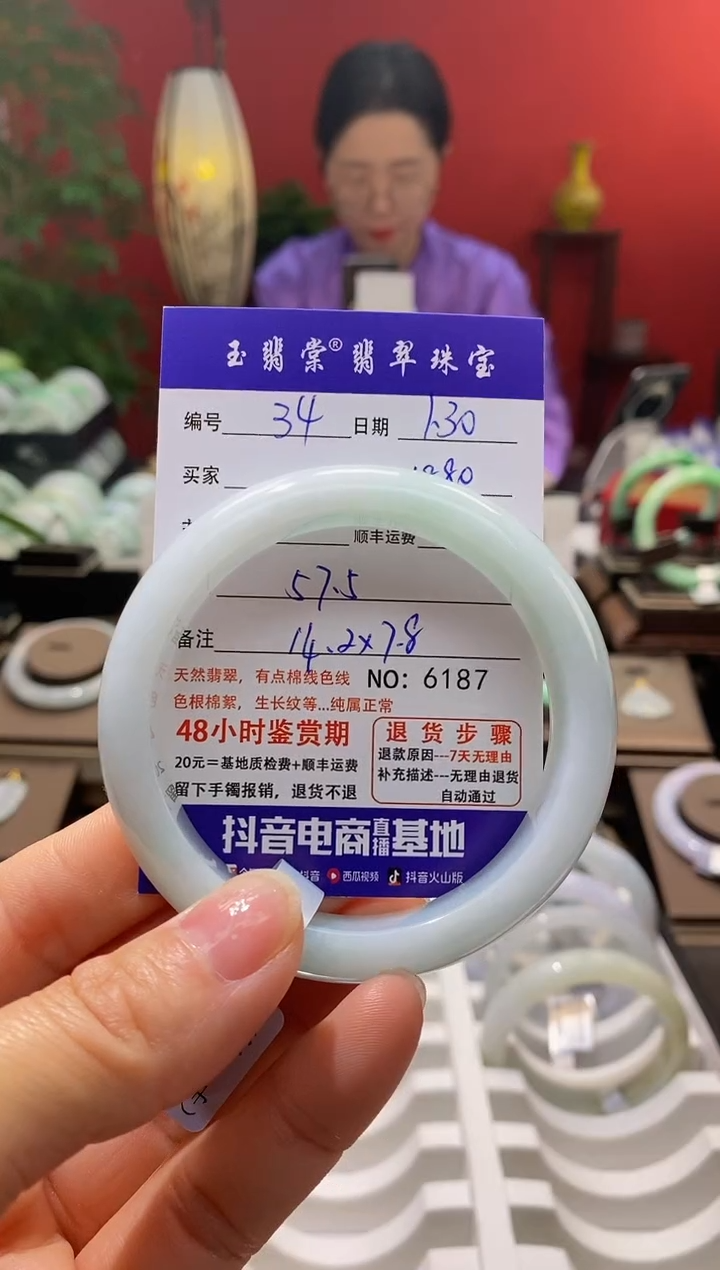 玉翡棠®翡翠珠宝
编号 34 日期 1.30
买家
顺丰运费
57.5
备注 14.2x7.8
天然翡翠,有点棉线色线 NO: 6187
色根棉絮,生长纹等...纯属正常
48小时鉴赏期
20元=基地质检费+顺丰运费
留下手镯报销,退货不退
退货步骤
退款原因---7天无理由
补充描述---无理由退货
自动通过
抖音电商直播基地
抖音 西瓜视频 抖音火山版